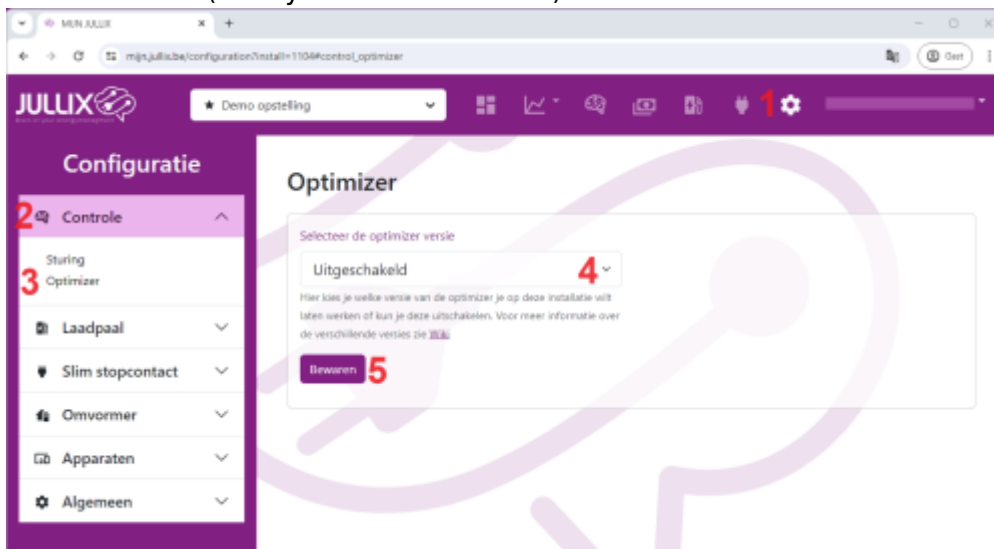 MIJN JULLIX
mijn.jullix.be/configuration?install=1104#control_optimizer
Gast
JULLIX
Demo opstelling
1
Configuratie
Optimizer
2 Controle
Selecteer de optimizer versie
Sturing
Uitgeschakeld 4
3 Optimizer
Hier kies je welke versie van de optimizer je op deze installatie wilt
laten werken of kun je deze uitschakelen. Voor meer informatie over
de verschillende versies zie Wiki
Laadpaal
Bewaren 5
Slim stopcontact
Omvormer
Apparaten
Algemeen